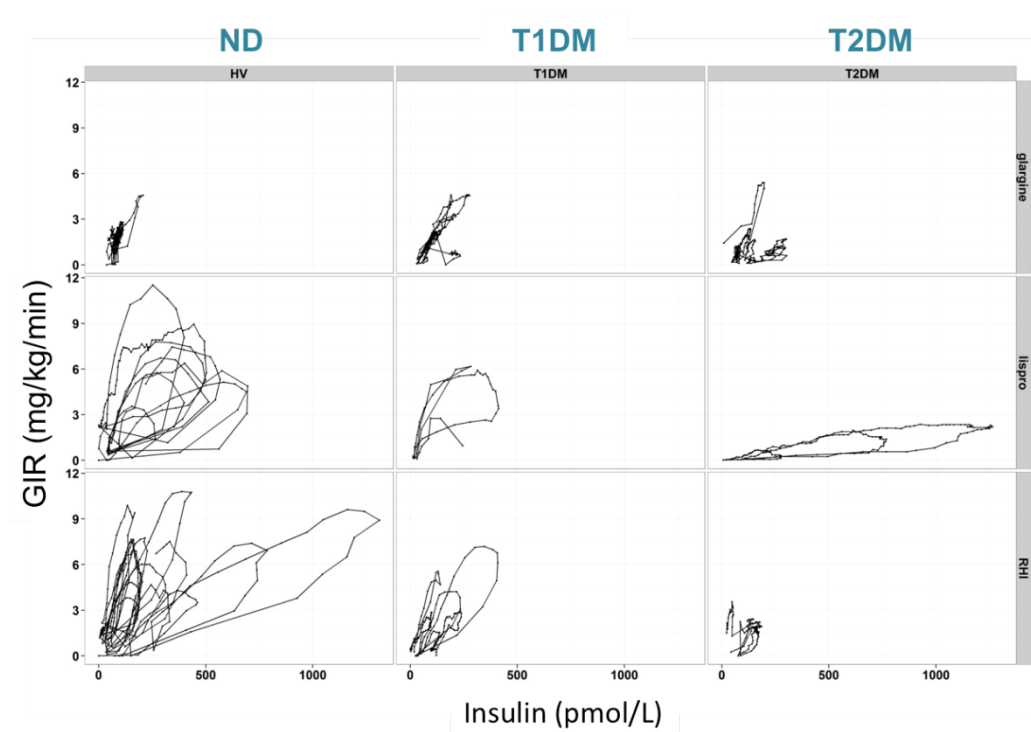 ND T1DM T2DM
HV T1DM T2DM
12
9
6
3
0
glargine
12
9
6
3
0
lispro
12
9
6
3
0
RHI
GIR (mg/kg/min)
0 500 1000 0 500 1000 0 500 1000
Insulin (pmol/L)